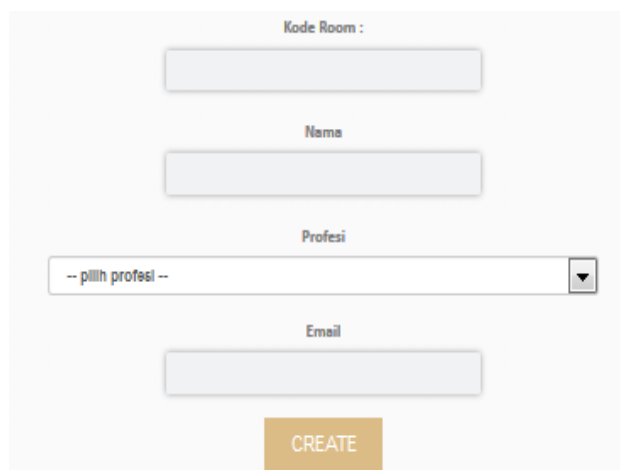 Kode Room :
Nama
Profesi
-- pilih profesi --
Email
CREATE